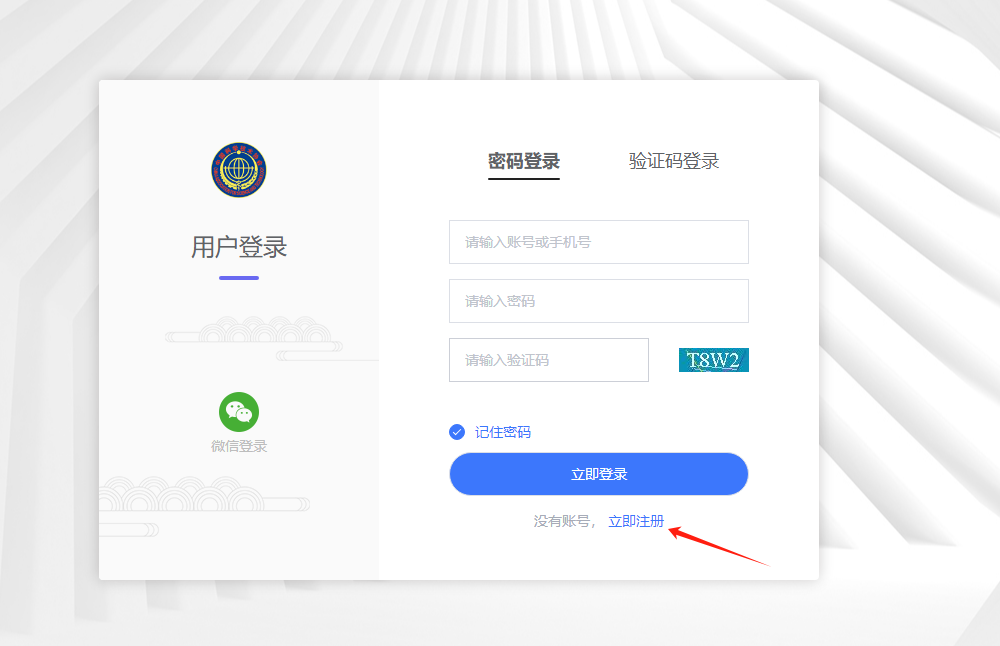 密码登录 验证码登录
请输入账号或手机号
用户登录
请输入密码
请输入验证码 T8W2
微信登录
记住密码
立即登录
没有账号， 立即注册